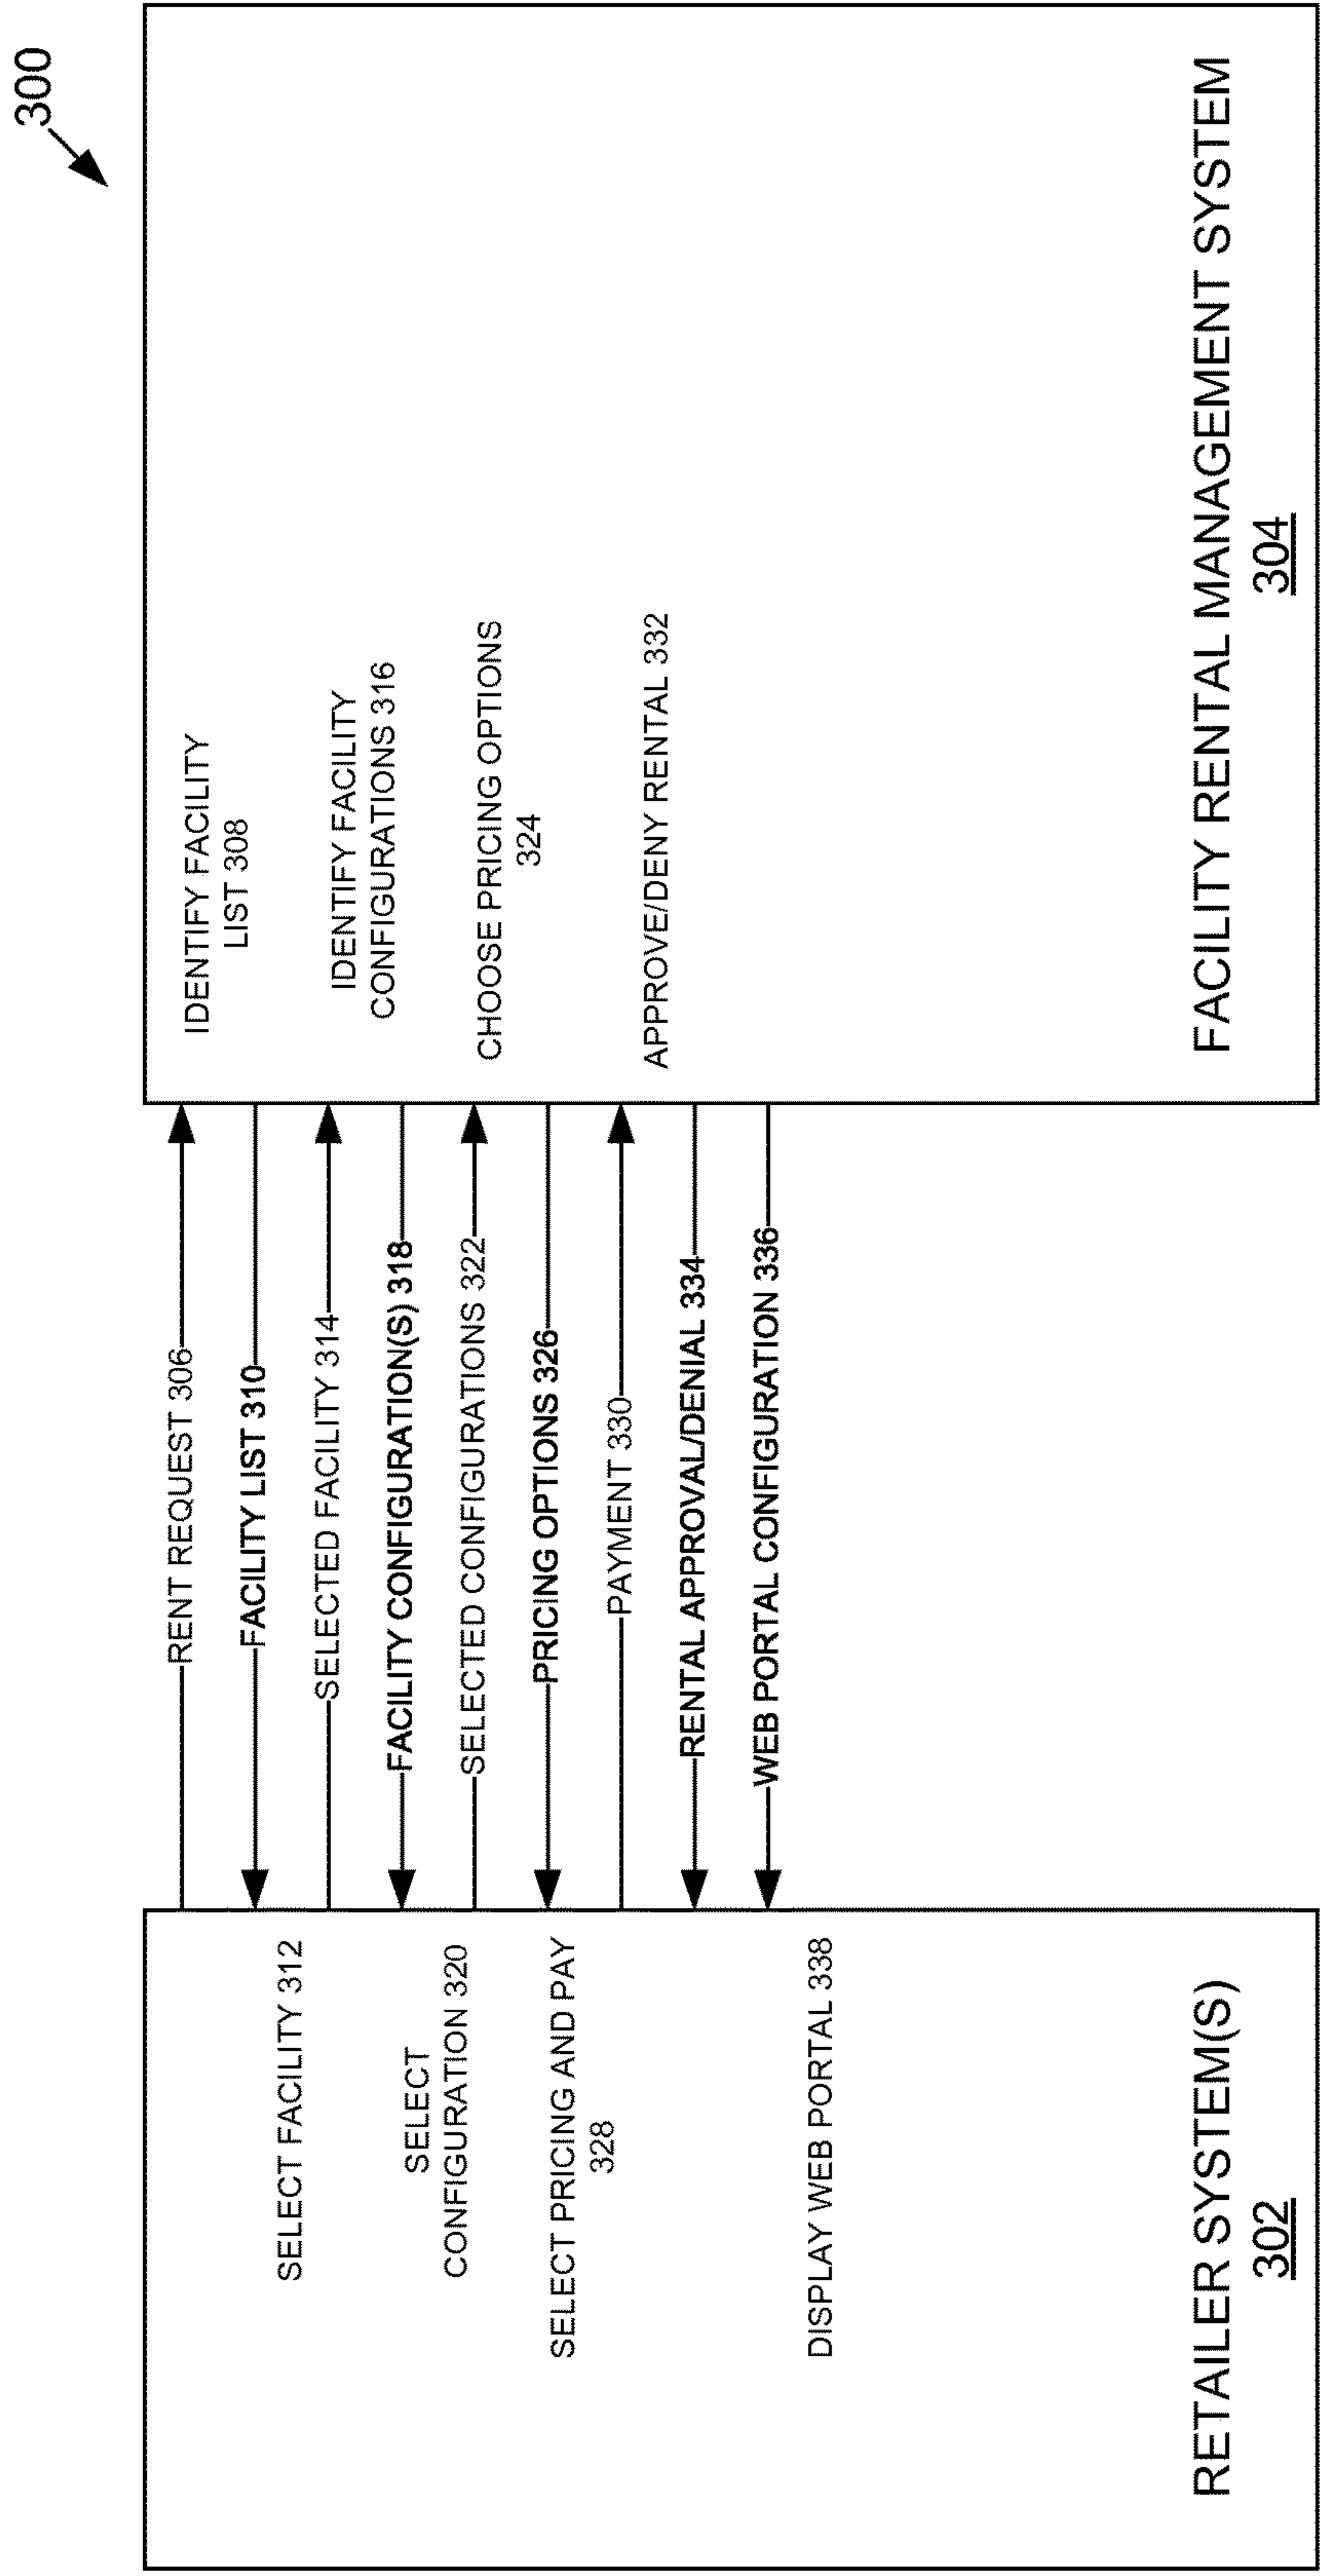 300
RENT REQUEST 306
IDENTIFY FACILITY
LIST 308
FACILITY LIST 310
SELECT FACILITY 312
SELECTED FACILITY 314
IDENTIFY FACILITY
CONFIGURATIONS 316
FACILITY CONFIGURATION(S) 318
SELECT
CONFIGURATION 320
SELECTED CONFIGURATIONS 322
CHOOSE PRICING OPTIONS
324
PRICING OPTIONS 326
SELECT PRICING AND PAY
328
PAYMENT 330
APPROVE/DENY RENTAL 332
RENTAL APPROVAL/DENIAL 334
WEB PORTAL CONFIGURATION 336
DISPLAY WEB PORTAL 338
RETAILER SYSTEM(S)
302
FACILITY RENTAL MANAGEMENT SYSTEM
304